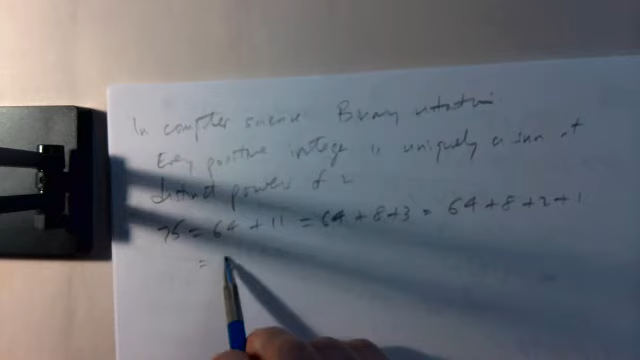 In computer science Binary notation.
Every positive integer is uniquely a sum of
distinct powers of 2
75 = 64 + 11 = 64 + 8 + 3 = 64 + 8 + 2 + 1
=